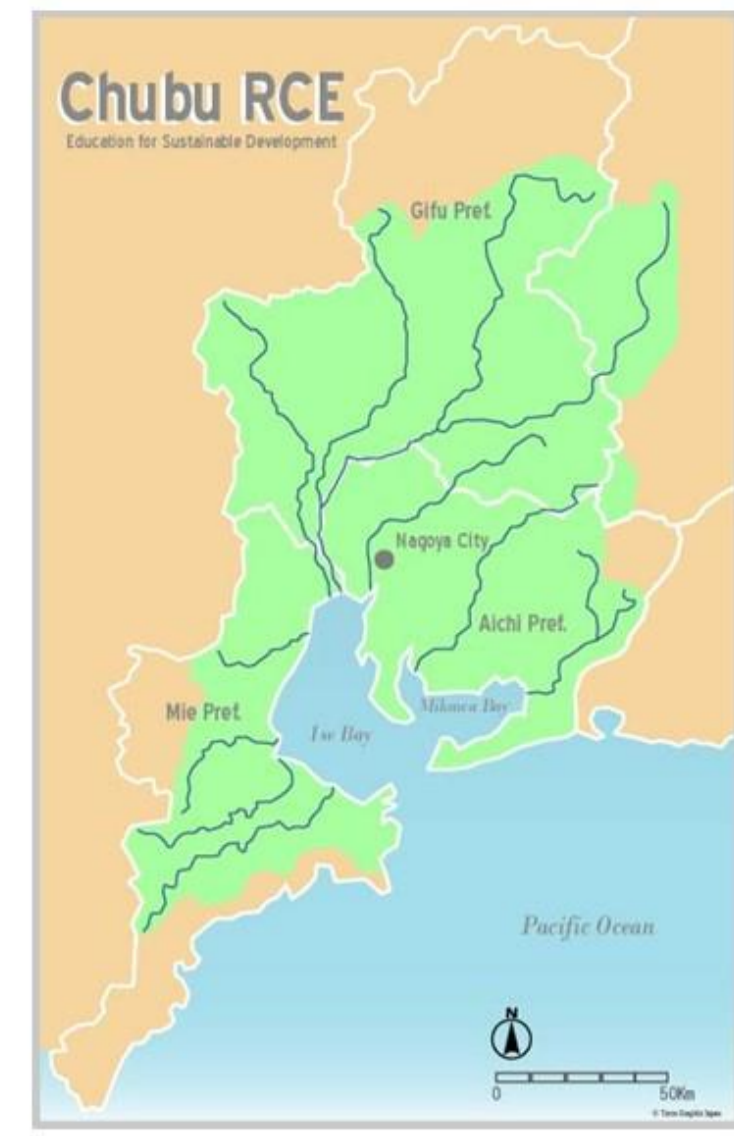 Chubu RCE
Education for Sustainable Development
Gifu Pref.
Nagoya City
Aichi Pref.
Mie Pref.
Mikawa Bay
Ise Bay
Pacific Ocean
N
0 50Km